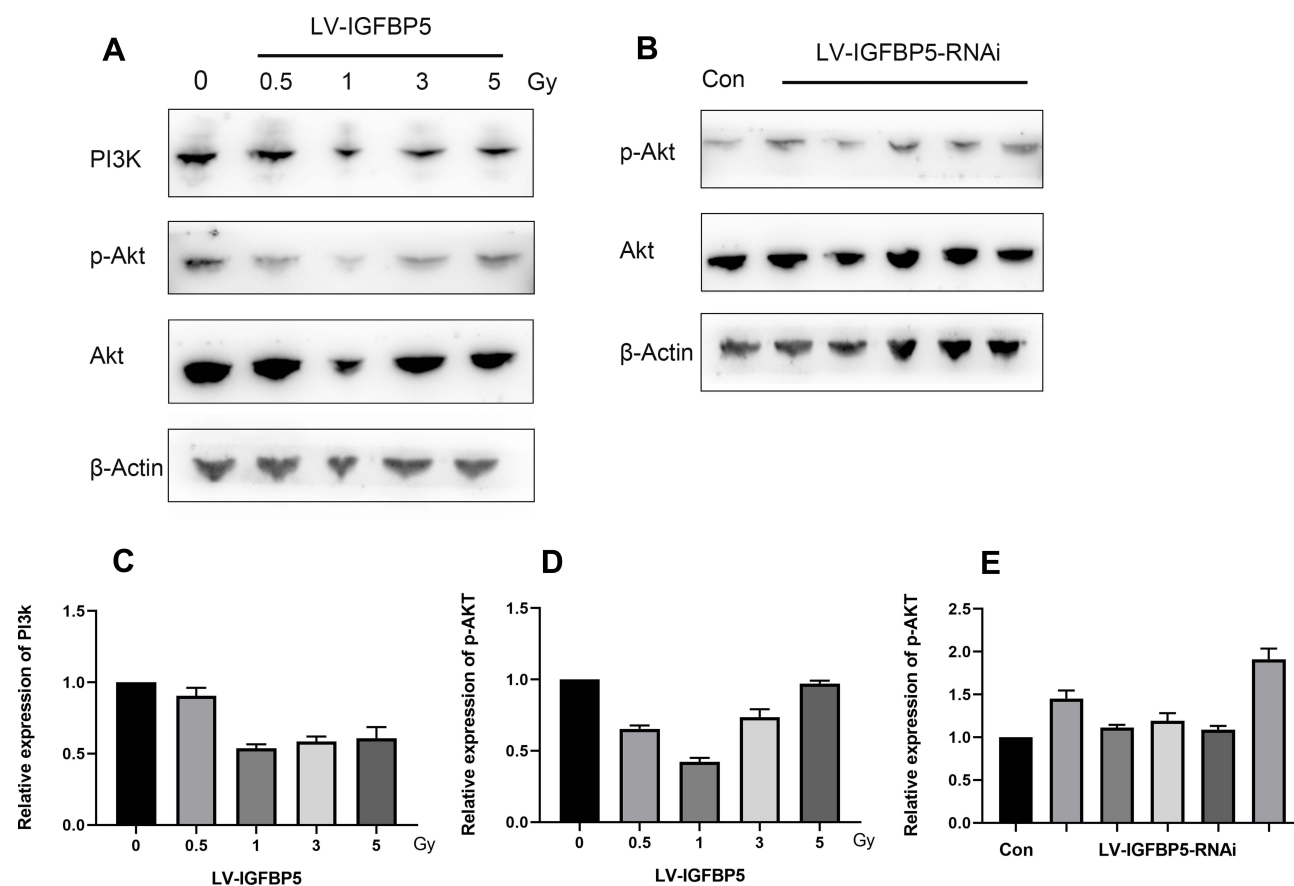 A
LV-IGFBP5
0 0.5 1 3 5 Gy
PI3K
p-Akt
Akt
β-Actin
B
LV-IGFBP5-RNAi
Con
p-Akt
Akt
β-Actin
C
Relative expression of PI3k
1.5
1.0
0.5
0.0
0 0.5 1 3 5 Gy
LV-IGFBP5
D
Relative expression of p-AKT
1.5
1.0
0.5
0.0
0 0.5 1 3 5 Gy
LV-IGFBP5
E
Relative expression of p-AKT
2.5
2.0
1.5
1.0
0.5
0.0
Con LV-IGFBP5-RNAi